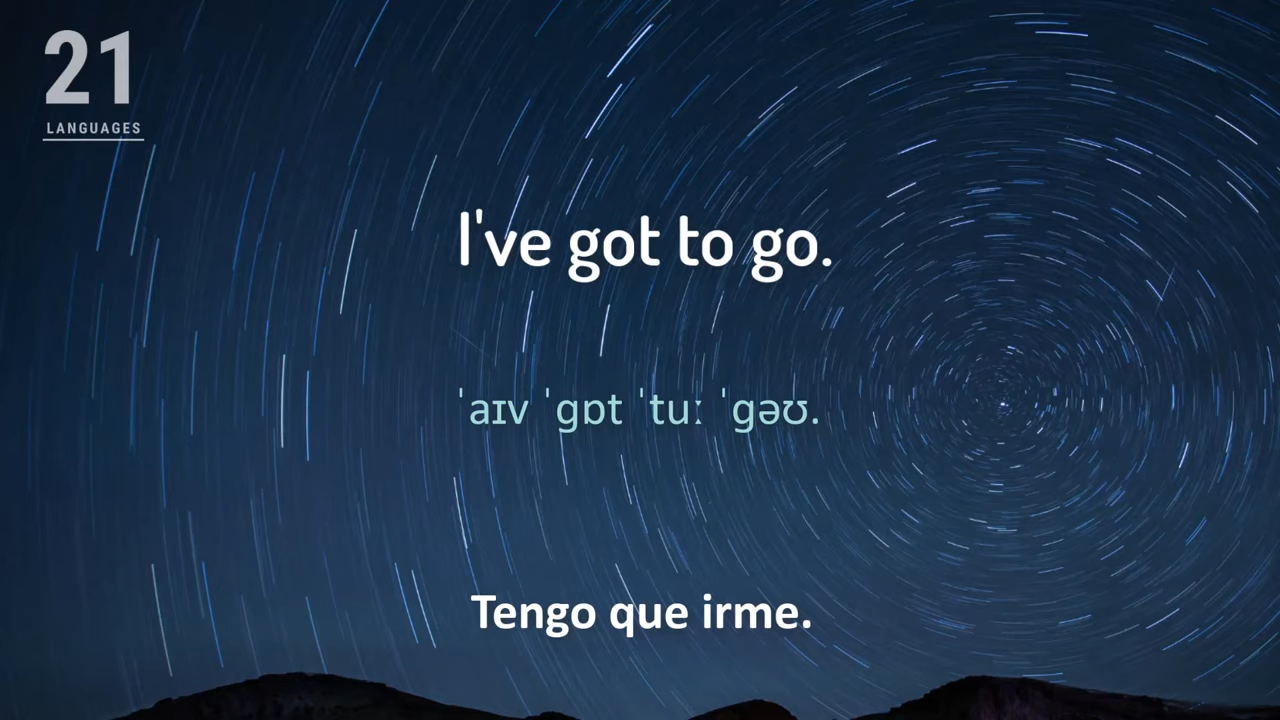 21
LANGUAGES
I've got to go.
ˈaɪv ˈɡɒt ˈtuː ˈɡəʊ.
Tengo que irme.